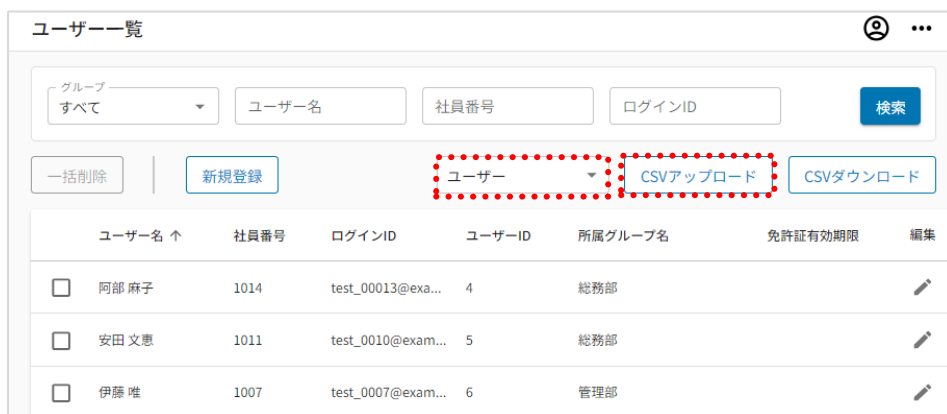 ユーザー一覧
グループ
すべて ユーザー名 社員番号 ログインID 検索
一括削除 新規登録 ユーザー CSVアップロード CSVダウンロード
ユーザー名 ↑ 社員番号 ログインID ユーザーID 所属グループ名 免許証有効期限 編集
阿部 麻子 1014 test_00013@exa... 4 総務部
安田 文恵 1011 test_0010@exam... 5 総務部
伊藤 唯 1007 test_0007@exam... 6 管理部